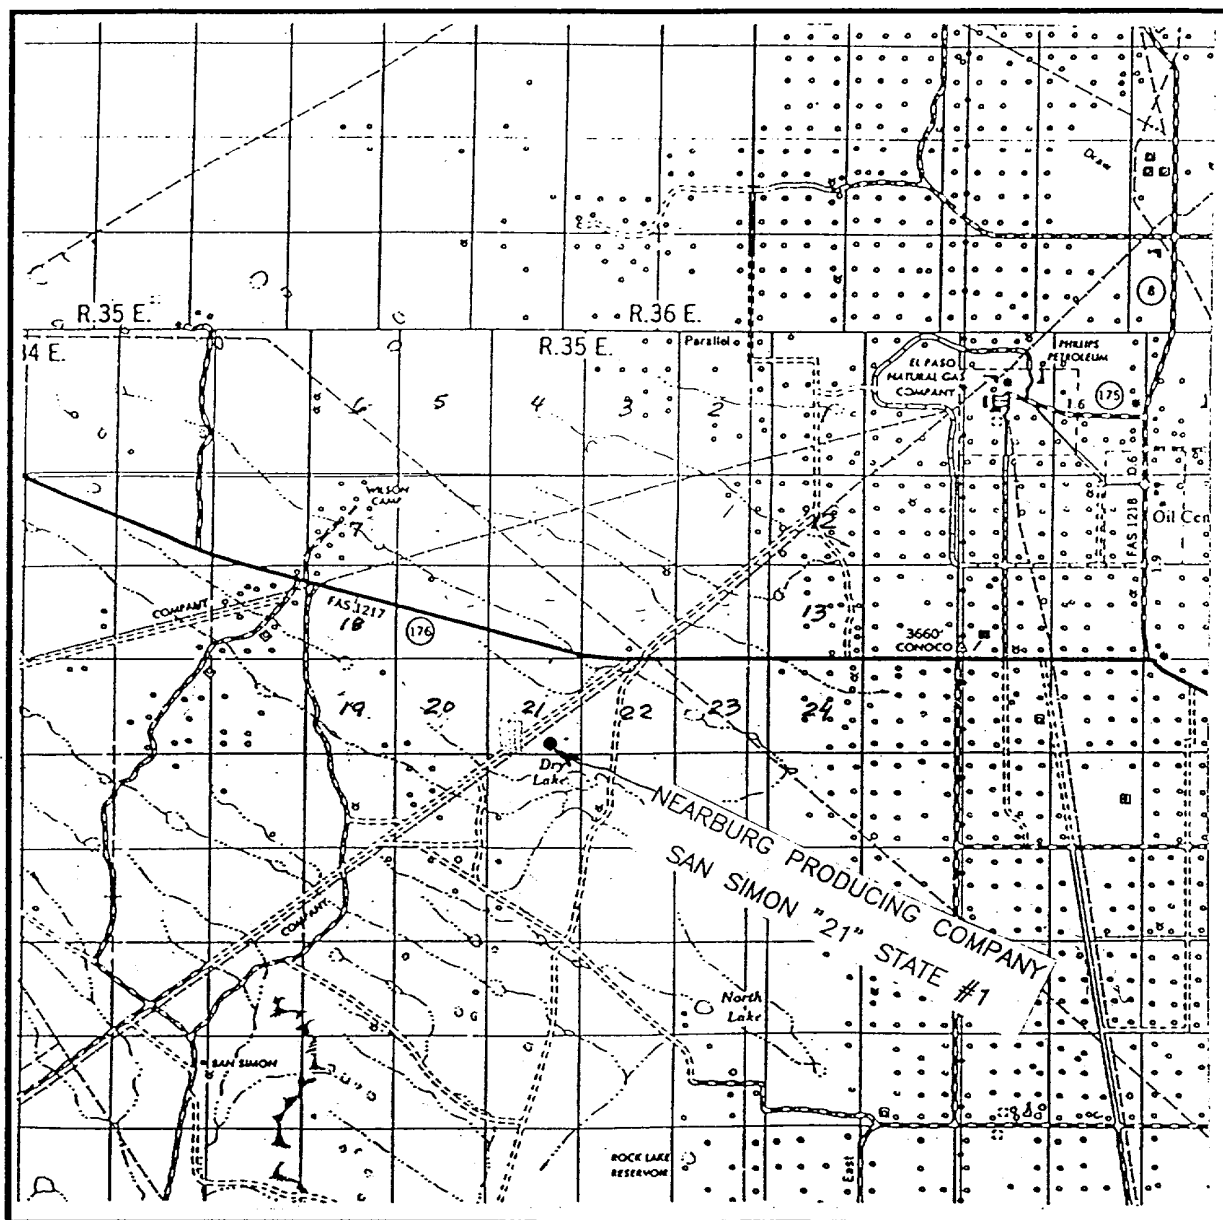 Draw
R.35 E.
R.36 E.
8
34 E.
R.35 E.
Parallel
PHILLIPS
PETROLEUM
EL PASO
NATURAL GAS
COMPANY
175
1.6
6 5 4 3 2
WILSON
CAMP
7
12
FAS 1218
0.6
1.9
Oil Cen
COMPANY
FAS 1217
18
176
13
3660'
CONOCO
19 20 21 22 23 24
Dry
Lake
NEARBURG PRODUCING COMPANY
SAN SIMON "21" STATE #1
COMPANY
North
Lake
SAN SIMON
ROCK LAKE
RESERVOIR
East